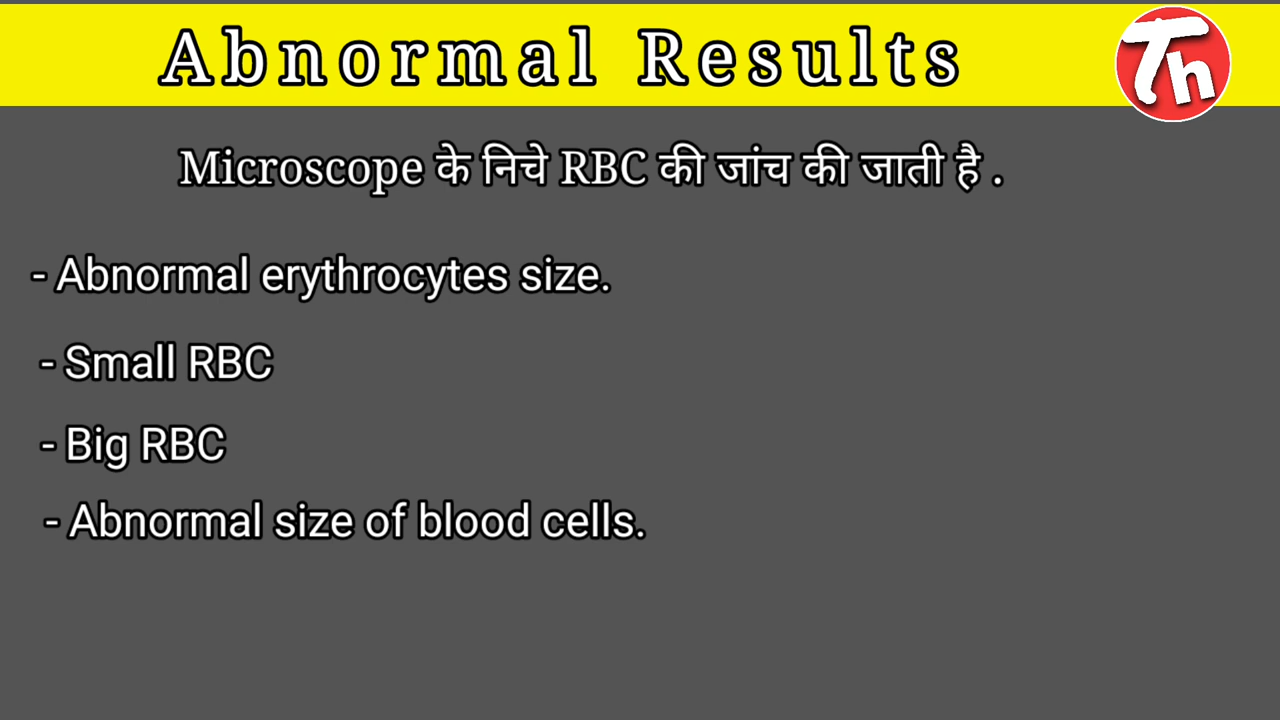 Abnormal Results
Th
Microscope के निचे RBC की जांच की जाती है .
- Abnormal erythrocytes size.
- Small RBC
- Big RBC
- Abnormal size of blood cells.